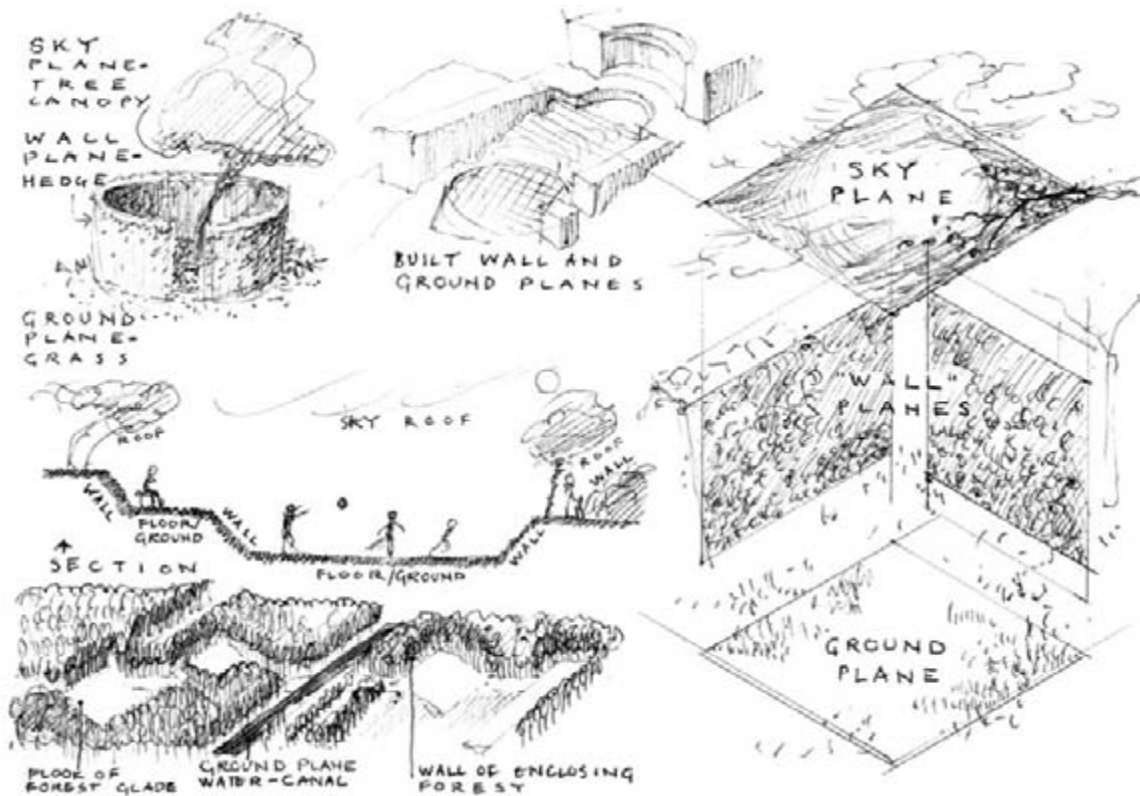 SKY
PLANE-
TREE
CANOPY
WALL
PLANE-
HEDGE
GROUND
PLANE-
GRASS
BUILT WALL AND
GROUND PLANES
SKY
PLANE
"WALL"
PLANES
GROUND
PLANE
SKY ROOF
ROOF
WALL
FLOOR/
GROUND
WALL
FLOOR/GROUND
WALL
ROOF
WALL
SECTION
FLOOR OF
FOREST GLADE
GROUND PLANE
WATER-CANAL
WALL OF ENCLOSING
FOREST